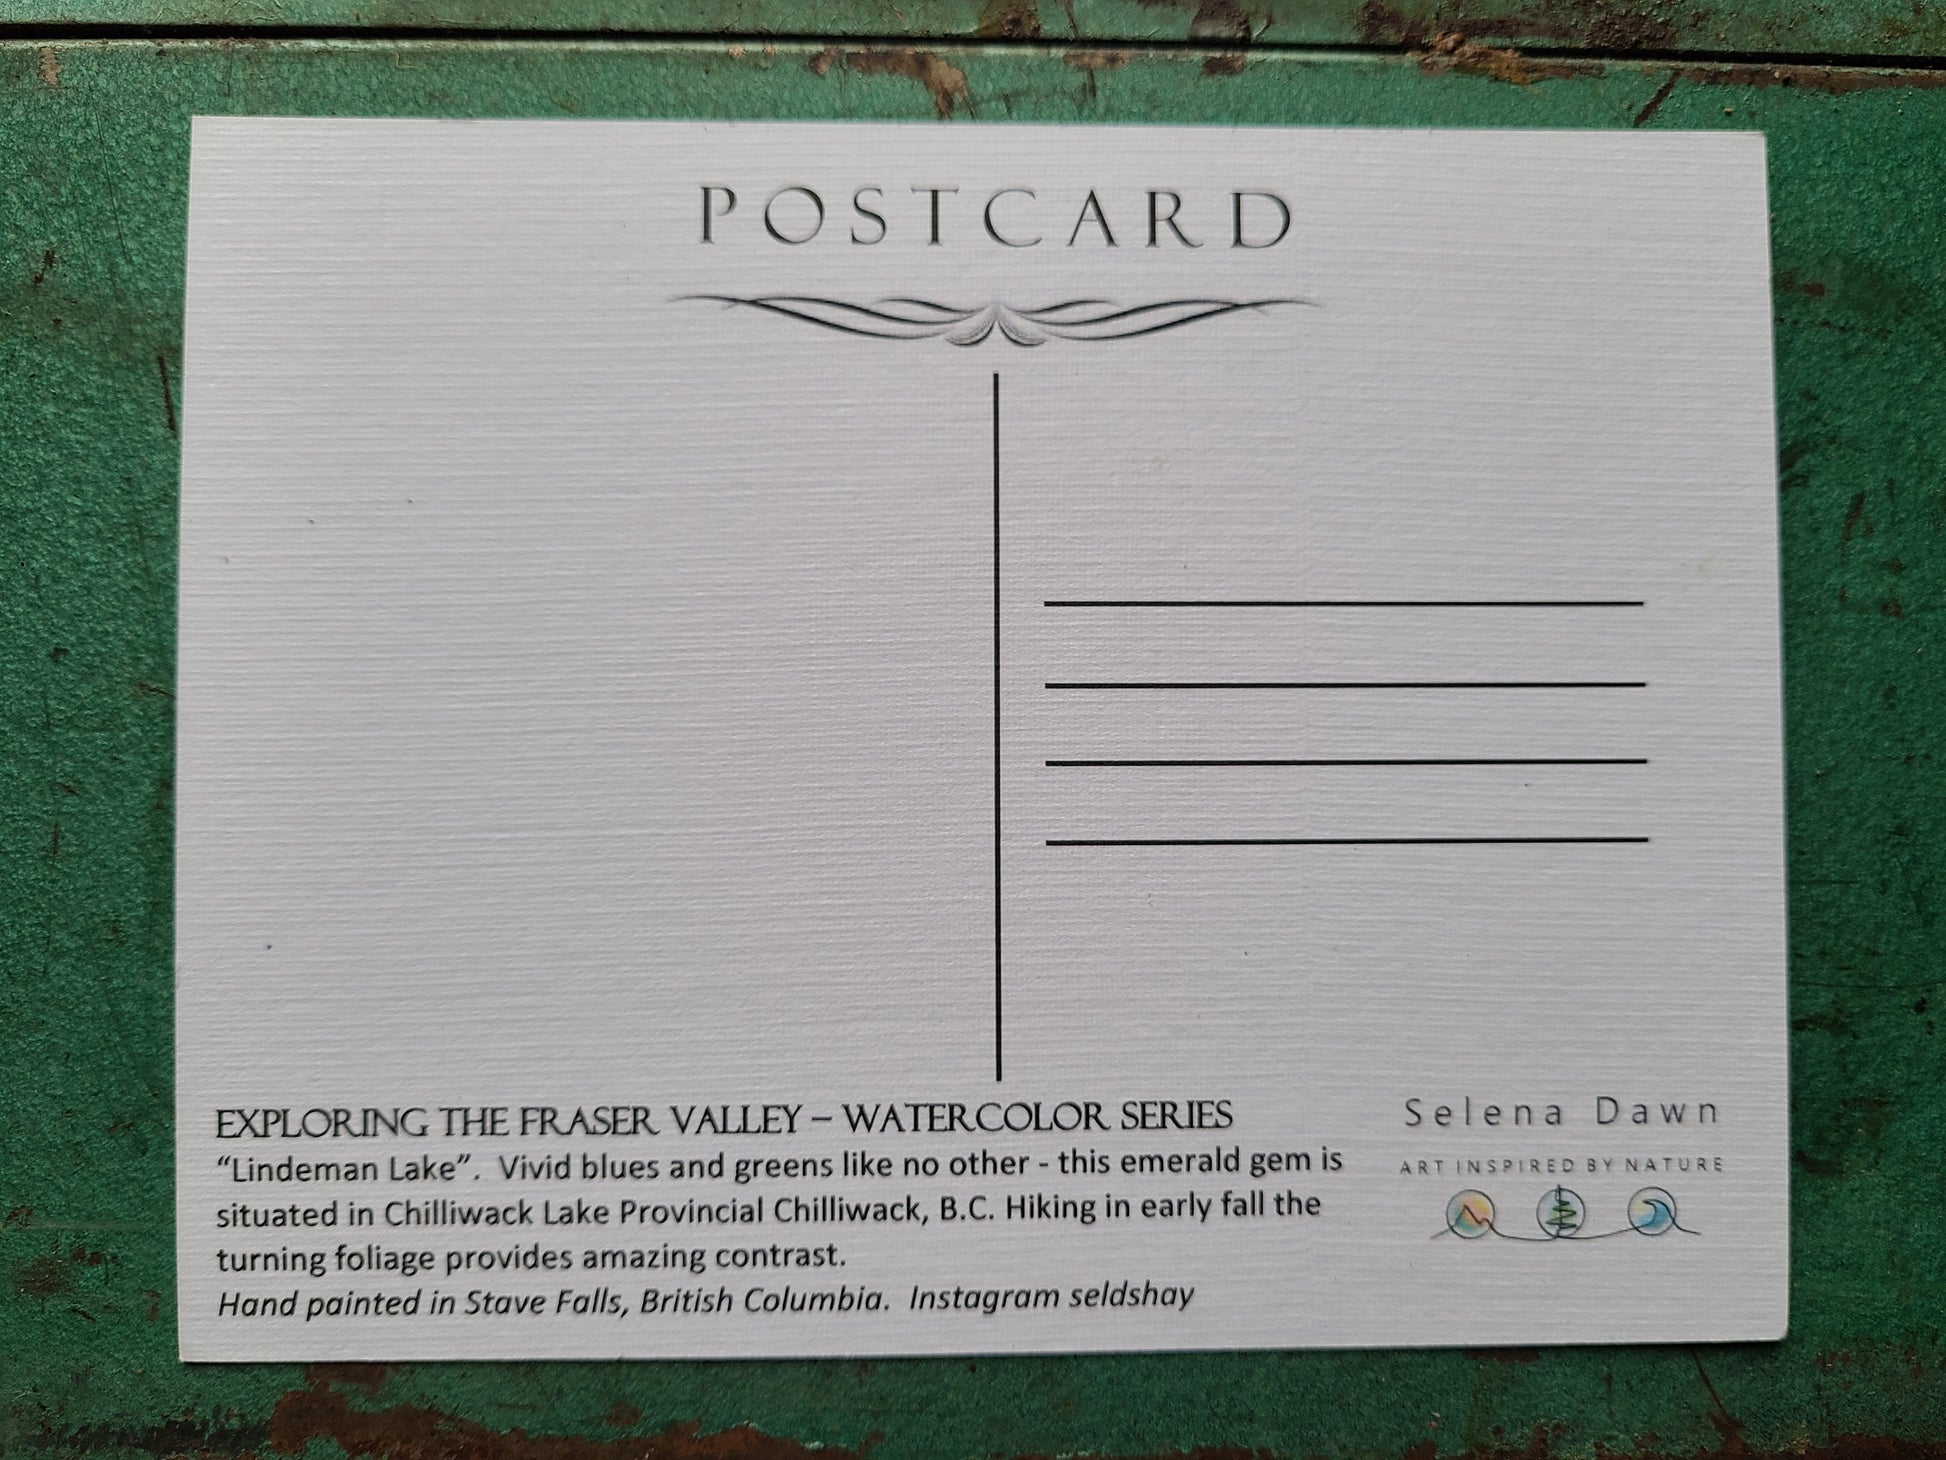 POSTCARD
EXPLORING THE FRASER VALLEY – WATERCOLOR SERIES
“Lindeman Lake”.  Vivid blues and greens like no other - this emerald gem is
situated in Chilliwack Lake Provincial Chilliwack, B.C. Hiking in early fall the
turning foliage provides amazing contrast.
Hand painted in Stave Falls, British Columbia.  Instagram seldshay
Selena Dawn
ART INSPIRED BY NATURE